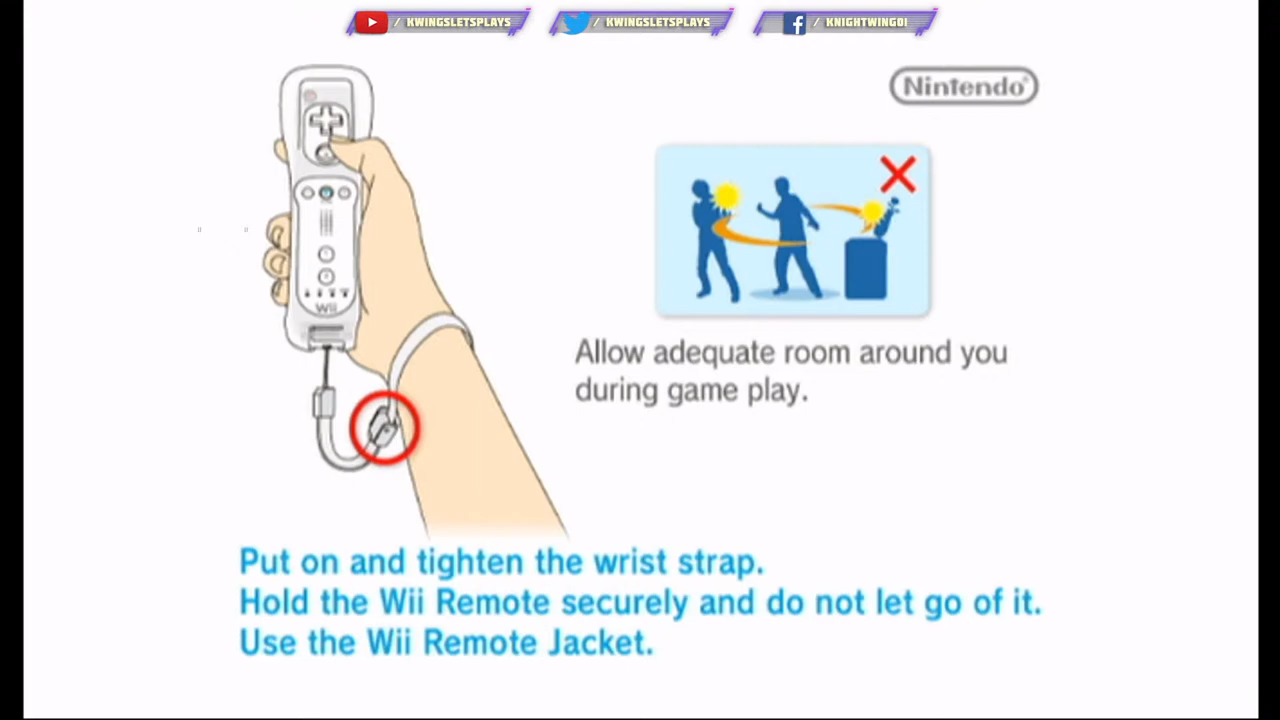 / KWINGSLETSPLAYS
/ KWINGSLETSPLAYS
/ KNIGHTWING01
Nintendo®
Wii
Allow adequate room around you
during game play.
Put on and tighten the wrist strap.
Hold the Wii Remote securely and do not let go of it.
Use the Wii Remote Jacket.